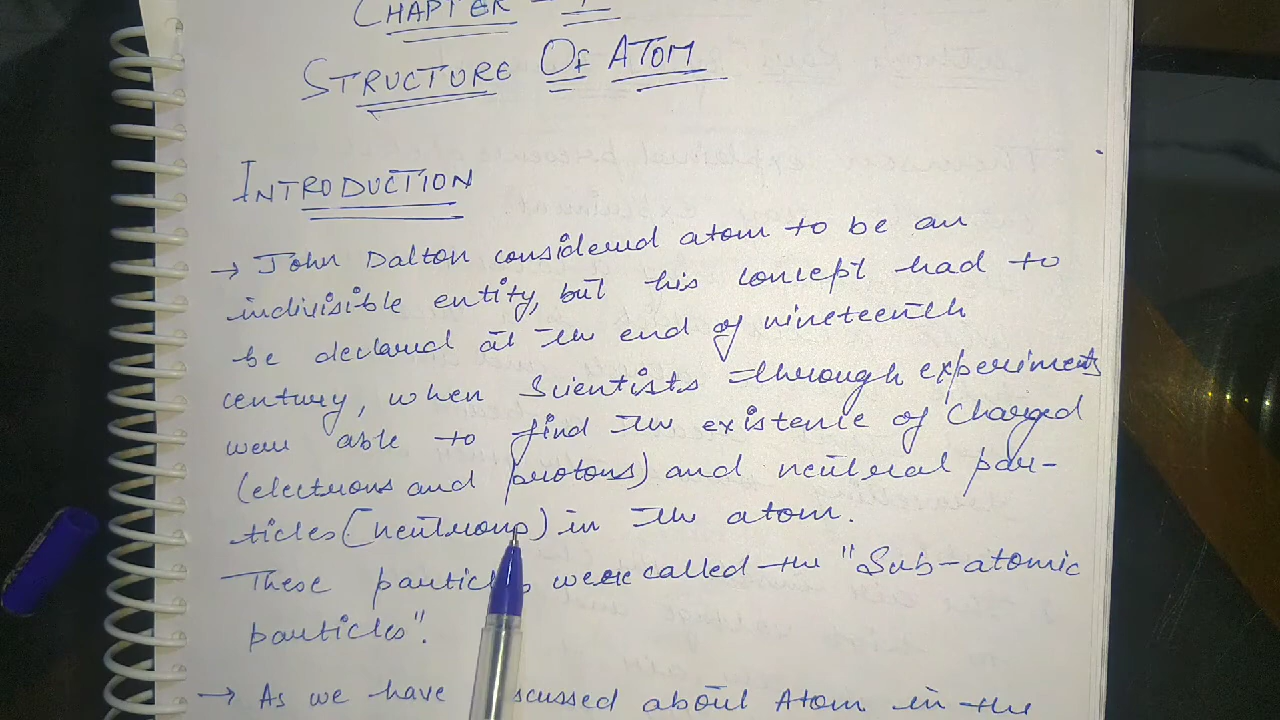 CHAPTER
STRUCTURE OF ATOM
INTRODUCTION
→ John Dalton considered atom to be an
indivisible entity, but his concept had to
be declared at the end of nineteenth
century, when Scientists through experiments
were able to find the existence of Charged
(electrons and protons) and neutral par-
ticles (neutrons) in the atom.
These particles were called the "Sub-atomic
particles".
→ As we have discussed about Atom in the